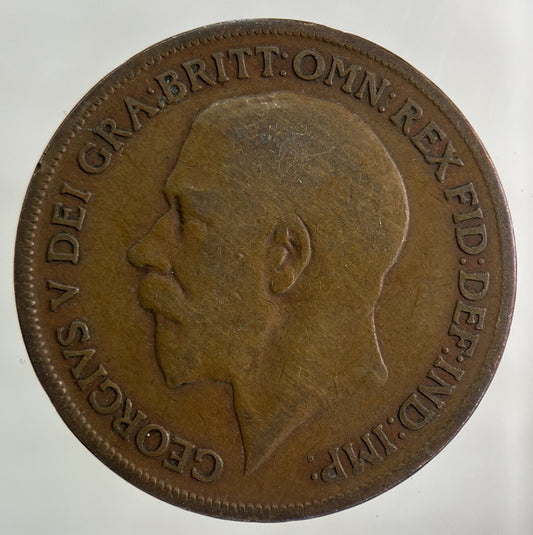 GEORGIVS V DEI GRA:BRITT:OMN:REX FID:DEF:IND:IMP: